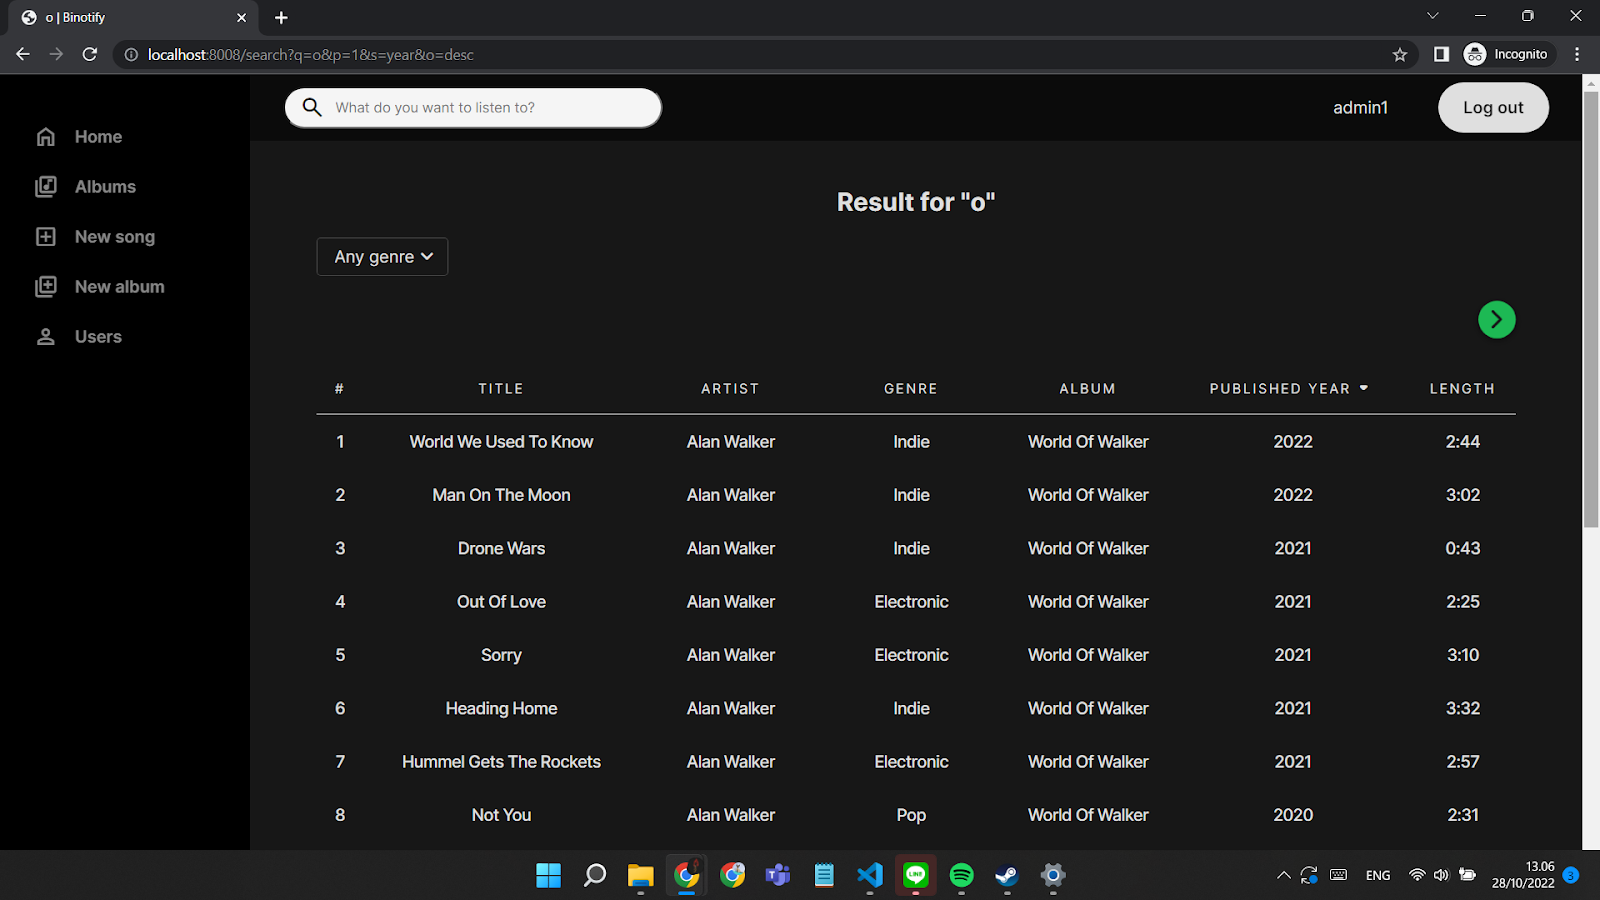 o | Binotify
localhost:8008/search?q=o&p=1&s=year&o=desc
Incognito
What do you want to listen to?
admin1
Log out
Home
Albums
New song
New album
Users
Result for "o"
Any genre
# TITLE ARTIST GENRE ALBUM PUBLISHED YEAR LENGTH
1 World We Used To Know Alan Walker Indie World Of Walker 2022 2:44
2 Man On The Moon Alan Walker Indie World Of Walker 2022 3:02
3 Drone Wars Alan Walker Indie World Of Walker 2021 0:43
4 Out Of Love Alan Walker Electronic World Of Walker 2021 2:25
5 Sorry Alan Walker Electronic World Of Walker 2021 3:10
6 Heading Home Alan Walker Indie World Of Walker 2021 3:32
7 Hummel Gets The Rockets Alan Walker Electronic World Of Walker 2021 2:57
8 Not You Alan Walker Pop World Of Walker 2020 2:31
LINE
ENG
13.06
28/10/2022
3